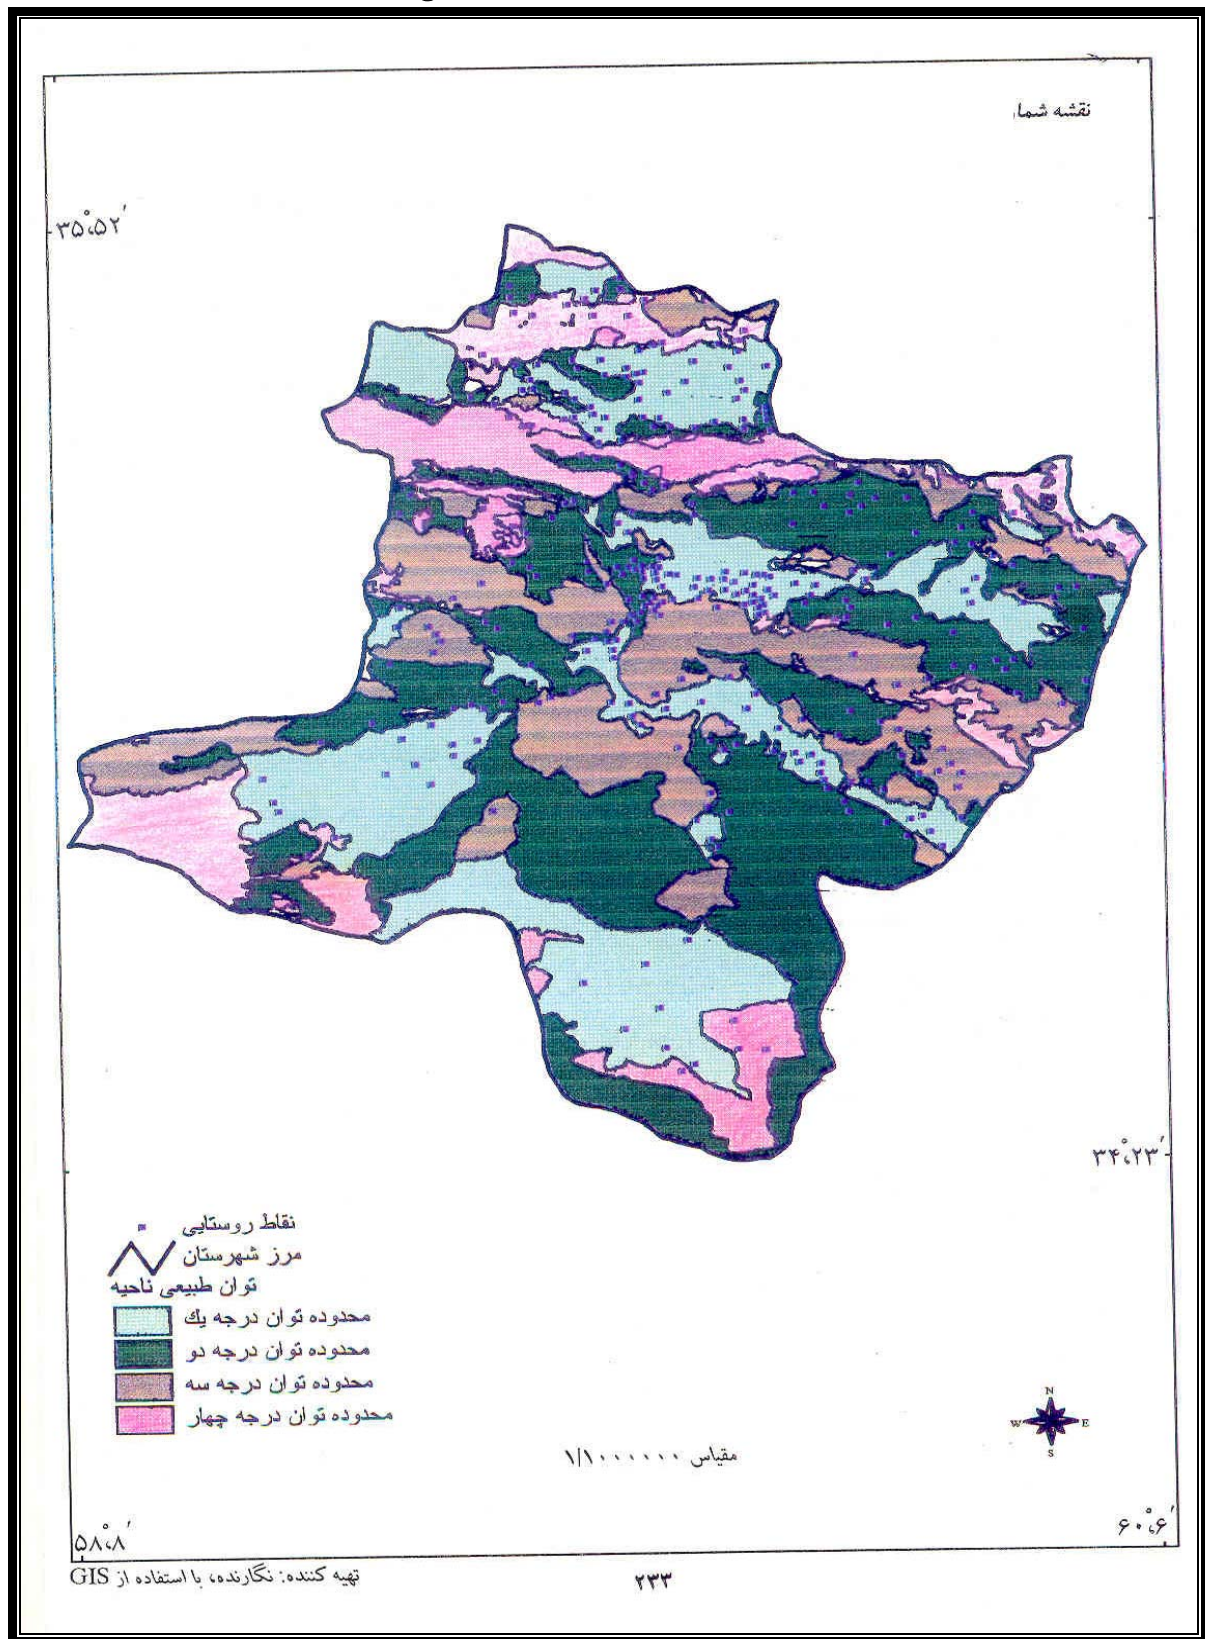 نقشه شما
۳۵°،۵۲′
۳۴°،۲۳′
نقاط روستایی
مرز شهرستان
توان طبیعی ناحیه
محدوده توان درجه یك
محدوده توان درجه دو
محدوده توان درجه سه
محدوده توان درجه چهار
N
W E
S
مقیاس ۱/۱۰۰۰۰۰۰
۵۸°،۸′
۶۰°،۶′
تهیه کننده: نگارنده، با استفاده از GIS
۲۳۳